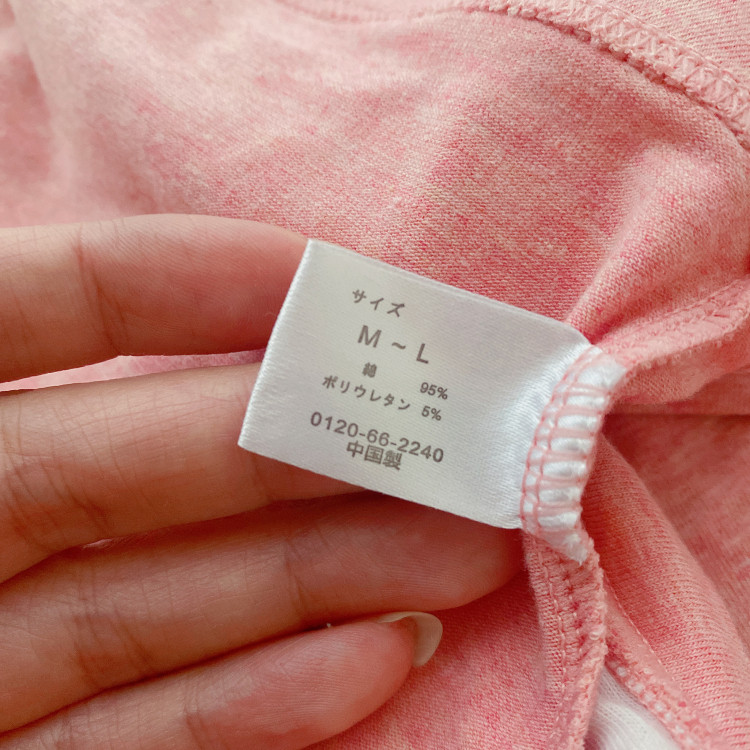 サイズ
M ~ L
綿 95%
ポリウレタン 5%
0120-66-2240
中国製